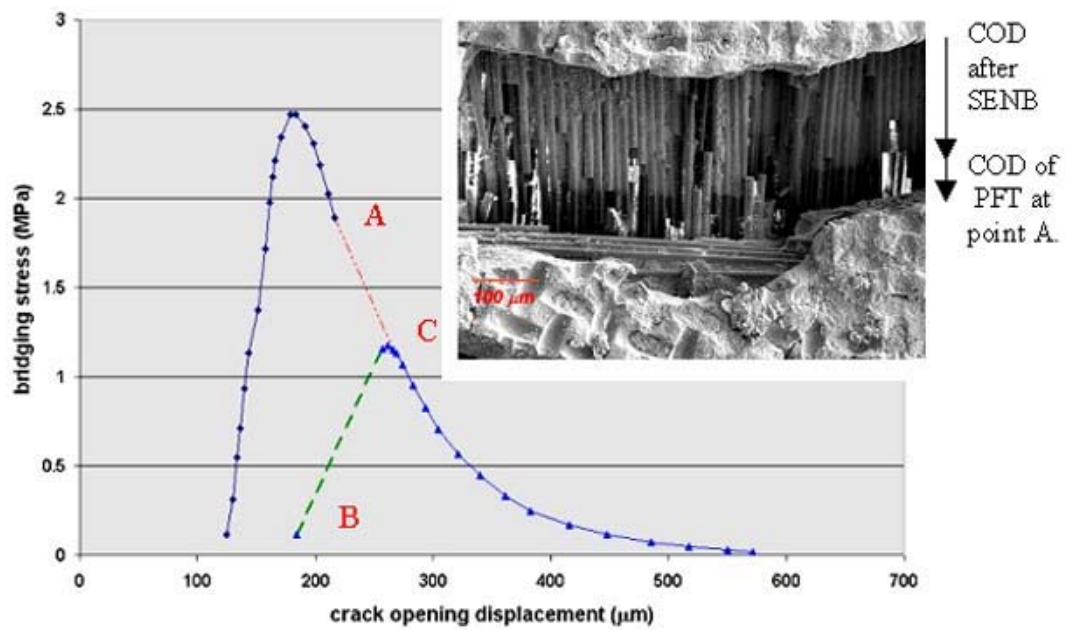 3
2.5
2
1.5
1
0.5
0
0
100
200
300
400
500
600
700
bridging stress (MPa)
crack opening displacement (μm)
A
C
B
100 μm
COD
after
SENB
COD of
PFT at
point A.